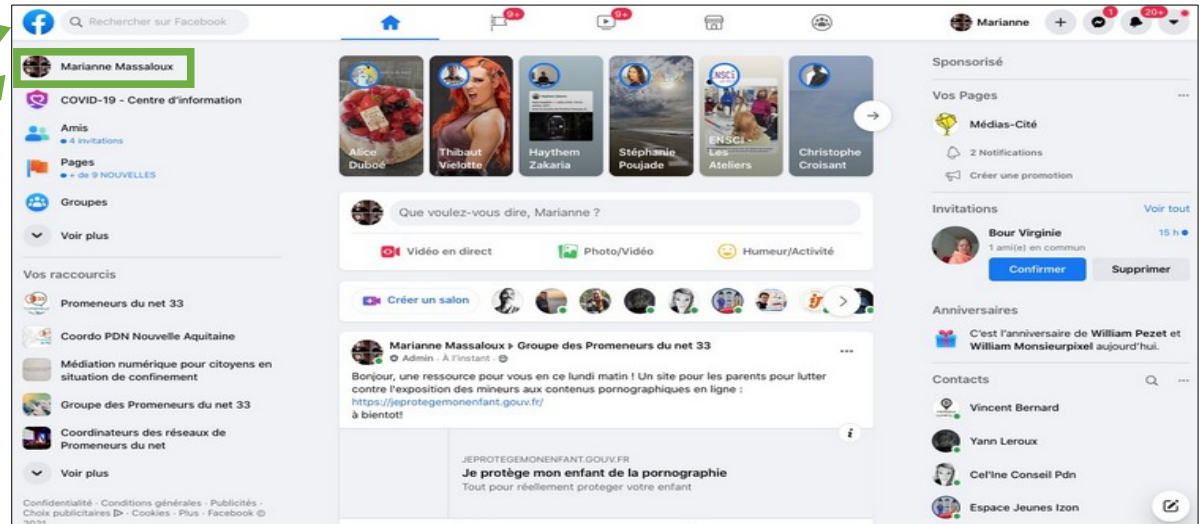 Rechercher sur Facebook
9+
9+
Marianne
1
20+
Marianne Massaloux
COVID-19 - Centre d'information
Amis
4 invitations
Pages
+ de 9 NOUVELLES
Groupes
Voir plus
Vos raccourcis
Promeneurs du net 33
Coordo PDN Nouvelle Aquitaine
Médiation numérique pour citoyens en
situation de confinement
Groupe des Promeneurs du net 33
Coordinateurs des réseaux de
Promeneurs du net
Voir plus
Confidentialité · Conditions générales · Publicités ·
Choix publicitaires · Cookies · Plus · Facebook ©
2021
Alice
Duboé
Thibaut
Vielotte
Haythem
Zakaria
Stéphanie
Poujade
ENSCi
ENSCI -
Les
Ateliers
Christophe
Croisant
Que voulez-vous dire, Marianne ?
Vidéo en direct
Photo/Vidéo
Humeur/Activité
Créer un salon
Marianne Massaloux ▸ Groupe des Promeneurs du net 33
Admin · À l'instant ·
Bonjour, une ressource pour vous en ce lundi matin ! Un site pour les parents pour lutter
contre l'exposition des mineurs aux contenus pornographiques en ligne :
https://jeprotegemonenfant.gouv.fr/
à bientot!
JEPROTEGEMONENFANT.GOUV.FR
Je protège mon enfant de la pornographie
Tout pour réellement proteger votre enfant
Sponsorisé
Vos Pages
Médias-Cité
2 Notifications
Créer une promotion
Invitations
Voir tout
Bour Virginie
15 h
1 ami(e) en commun
Confirmer
Supprimer
Anniversaires
C'est l'anniversaire de William Pezet et
William Monsieurpixel aujourd'hui.
Contacts
Vincent Bernard
Yann Leroux
Cel'Ine Conseil Pdn
Espace Jeunes Izon